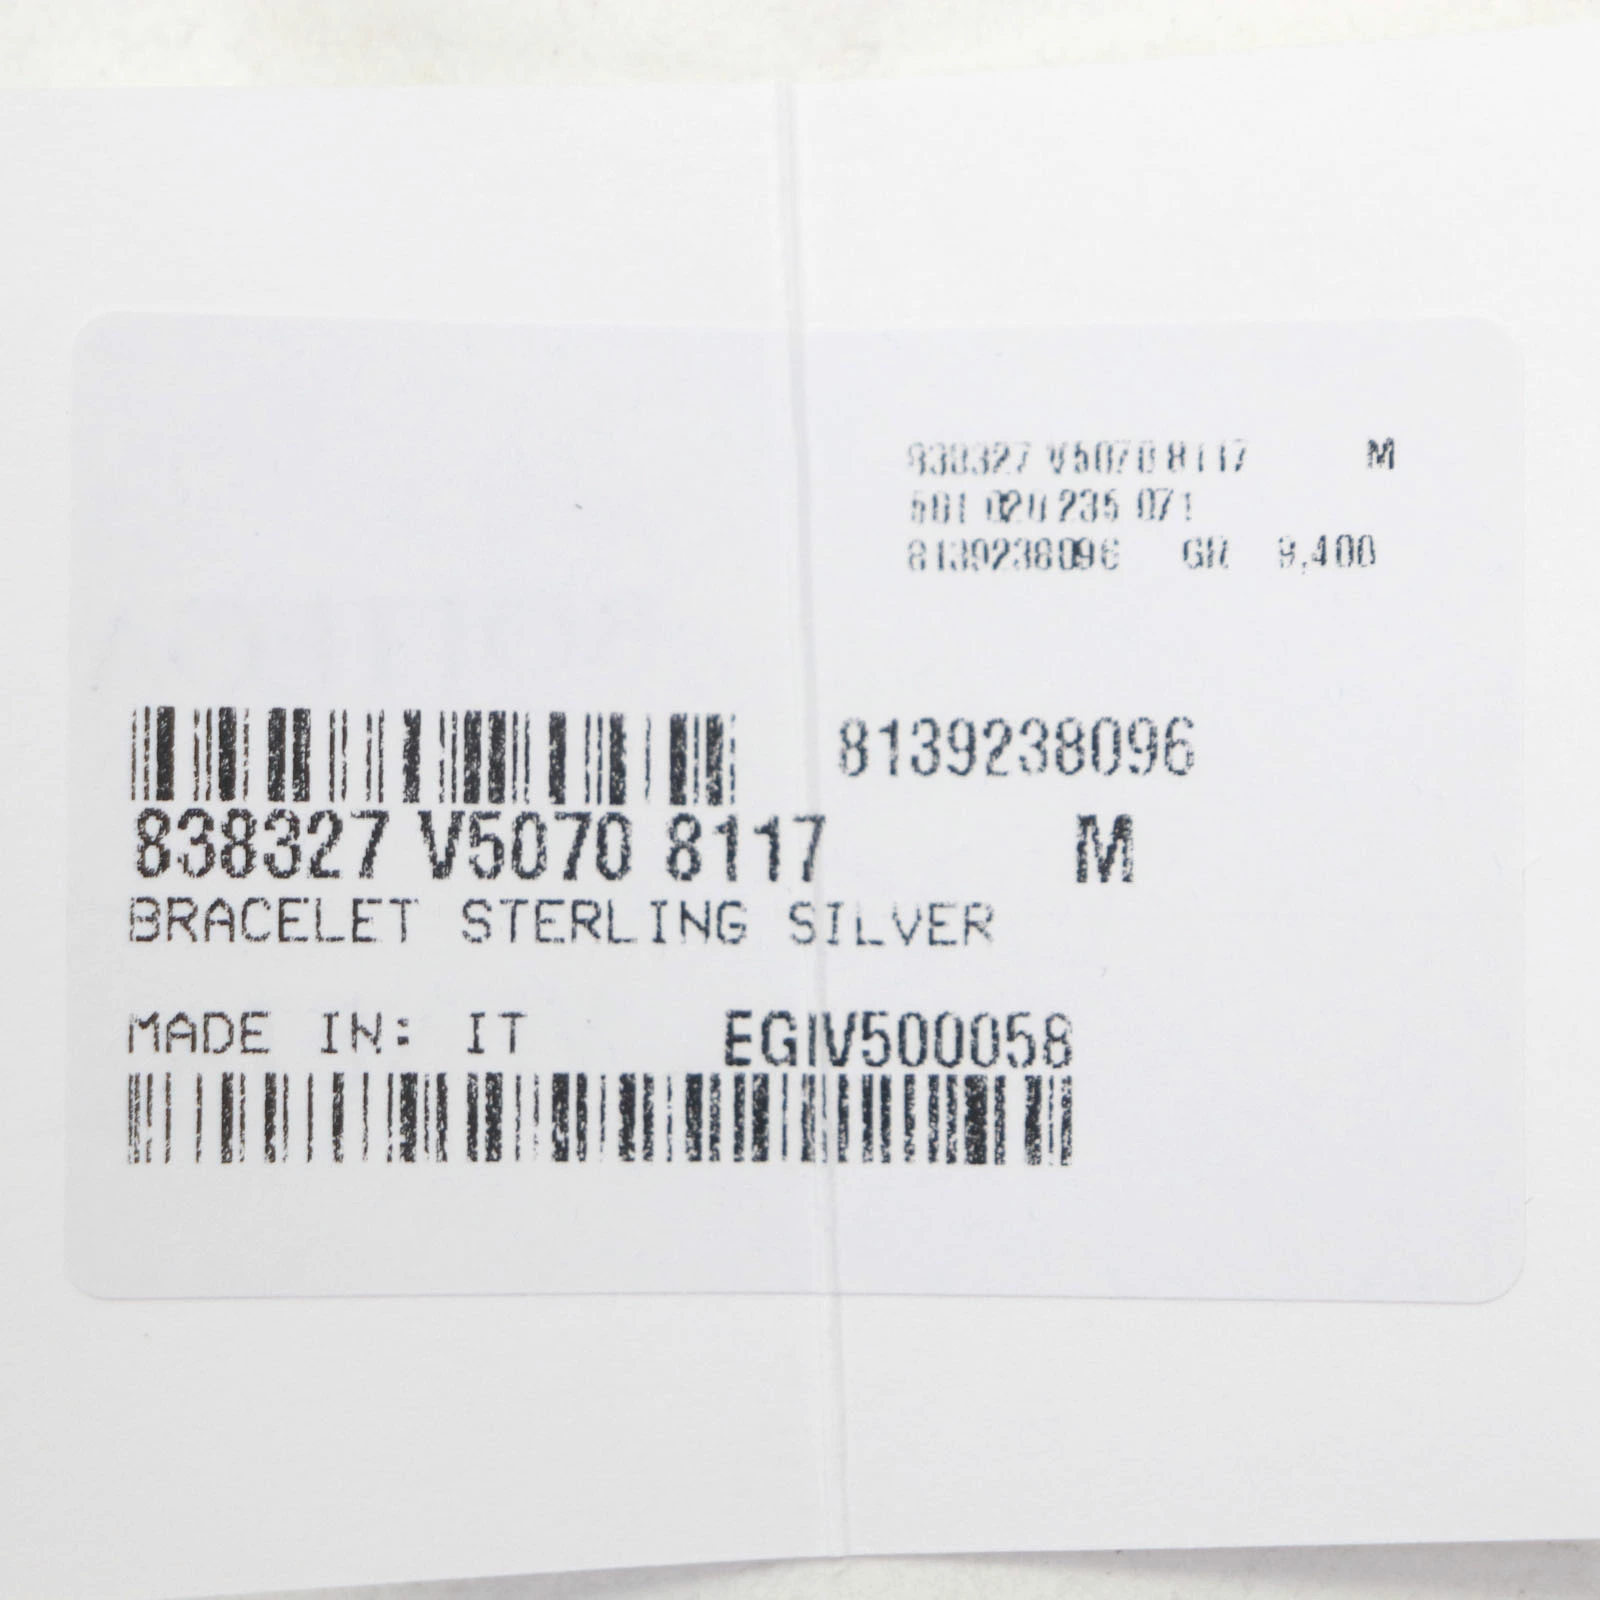 838327 V5070 8117 M
501 020 235 071
8139238096 GR 9,400
8139238096
838327 V5070 8117 M
BRACELET STERLING SILVER
MADE IN: IT EGIV500058